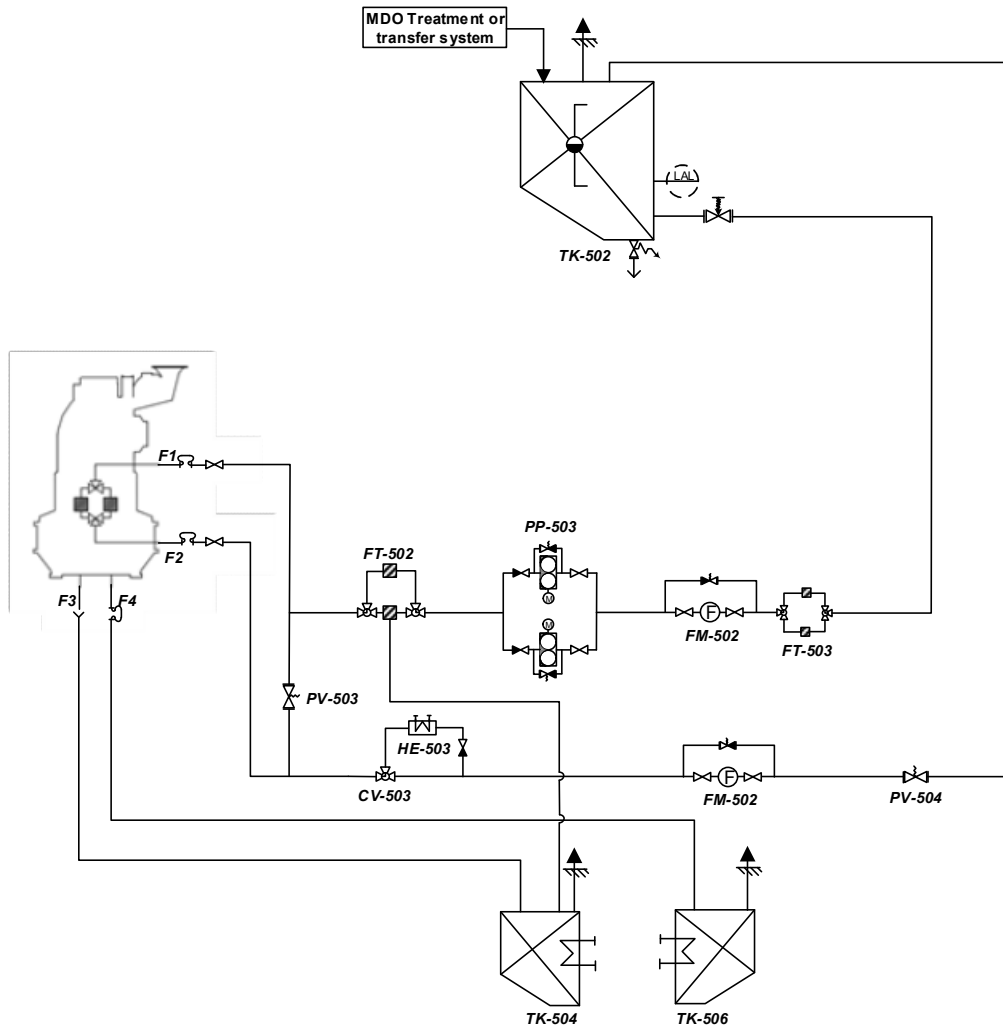 MDO Treatment or
transfer system
LAL
TK-502
F1
F2
F3
F4
FT-502
PP-503
M
M
F
FM-502
FT-503
PV-503
HE-503
CV-503
F
FM-502
PV-504
TK-504
TK-506